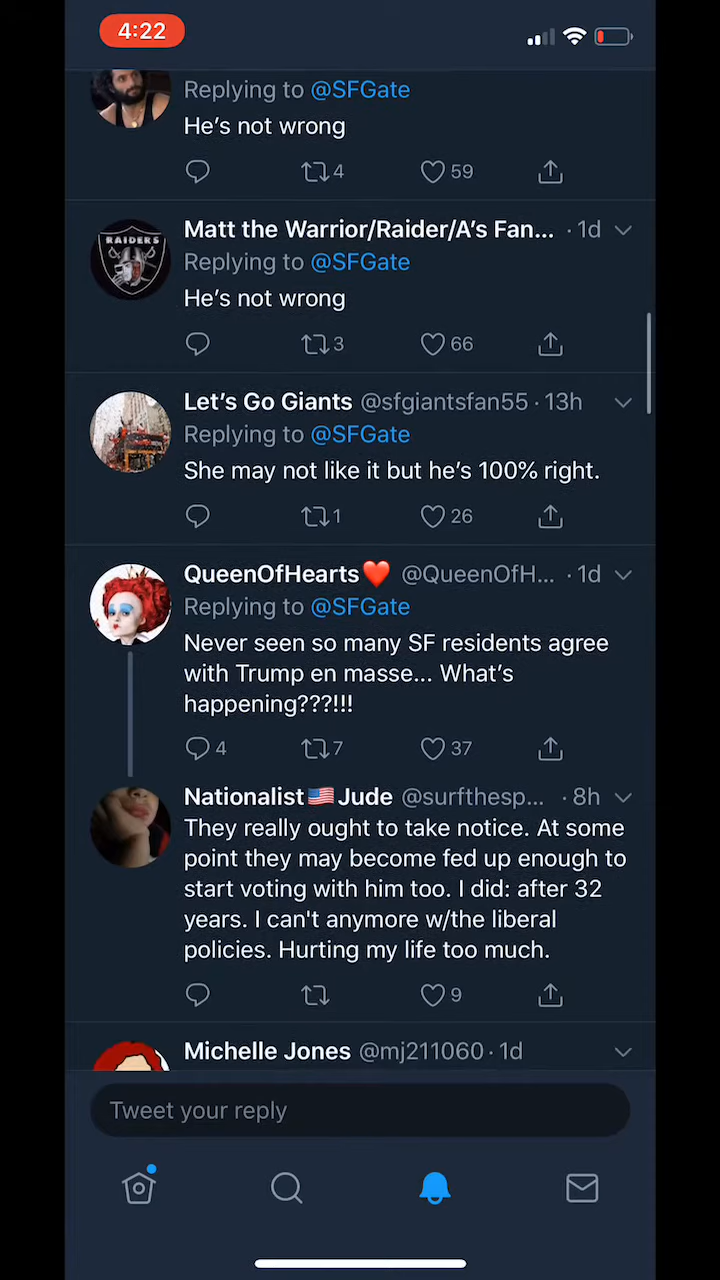 4:22
Replying to @SFGate
He's not wrong
4
59
RAIDERS
Matt the Warrior/Raider/A's Fan... · 1d
Replying to @SFGate
He's not wrong
3
66
Let's Go Giants @sfgiantsfan55 · 13h
Replying to @SFGate
She may not like it but he's 100% right.
1
26
QueenOfHearts❤️ @QueenOfH... · 1d
Replying to @SFGate
Never seen so many SF residents agree
with Trump en masse... What's
happening???!!!
4
7
37
Nationalist🇺🇸Jude @surfthesp... · 8h
They really ought to take notice. At some
point they may become fed up enough to
start voting with him too. I did: after 32
years. I can't anymore w/the liberal
policies. Hurting my life too much.
9
Michelle Jones @mj211060 · 1d
Tweet your reply